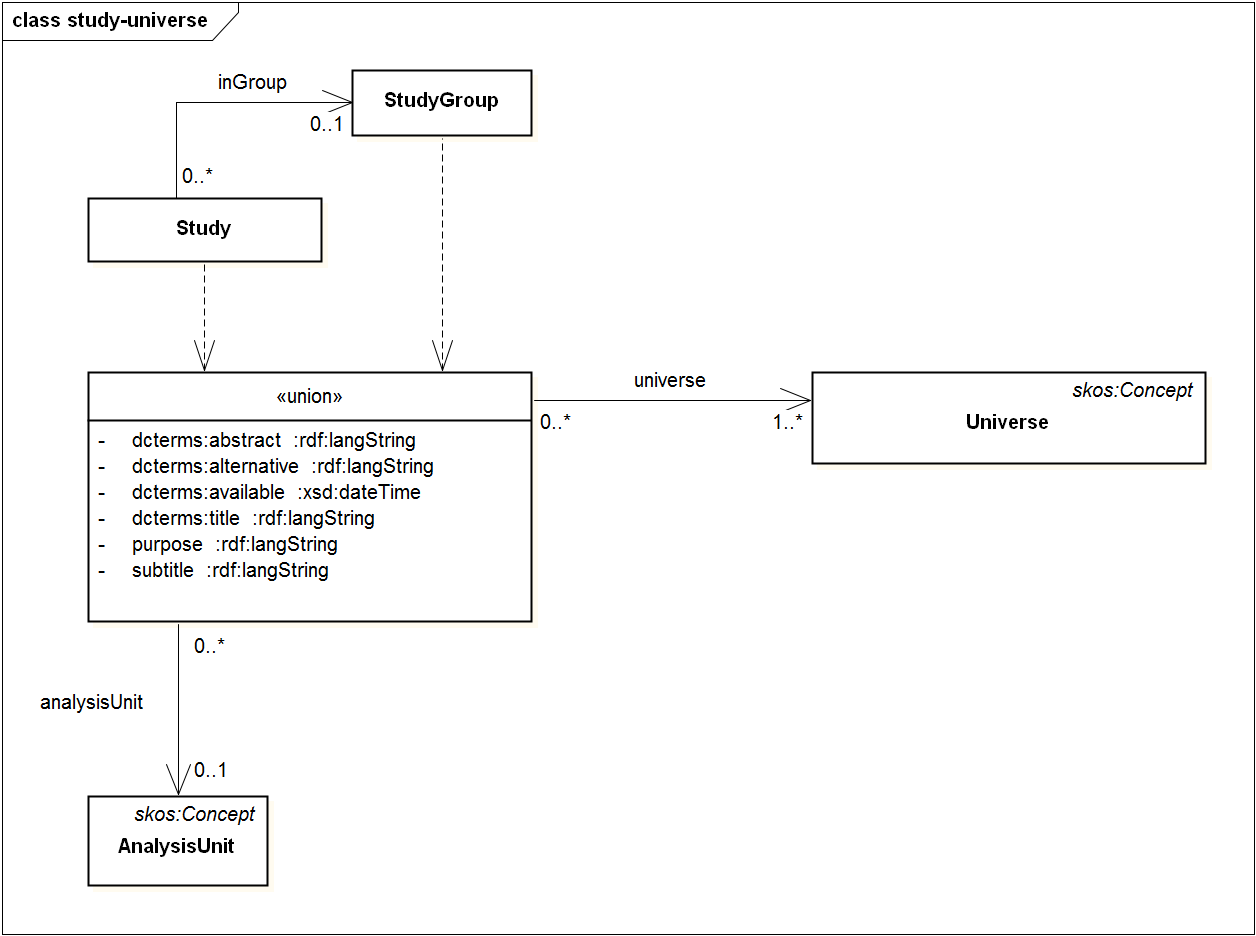 class study-universe
inGroup
StudyGroup
0..1
0..*
Study
«union»
- dcterms:abstract :rdf:langString
- dcterms:alternative :rdf:langString
- dcterms:available :xsd:dateTime
- dcterms:title :rdf:langString
- purpose :rdf:langString
- subtitle :rdf:langString
universe
0..*
1..*
skos:Concept
Universe
0..*
analysisUnit
0..1
skos:Concept
AnalysisUnit